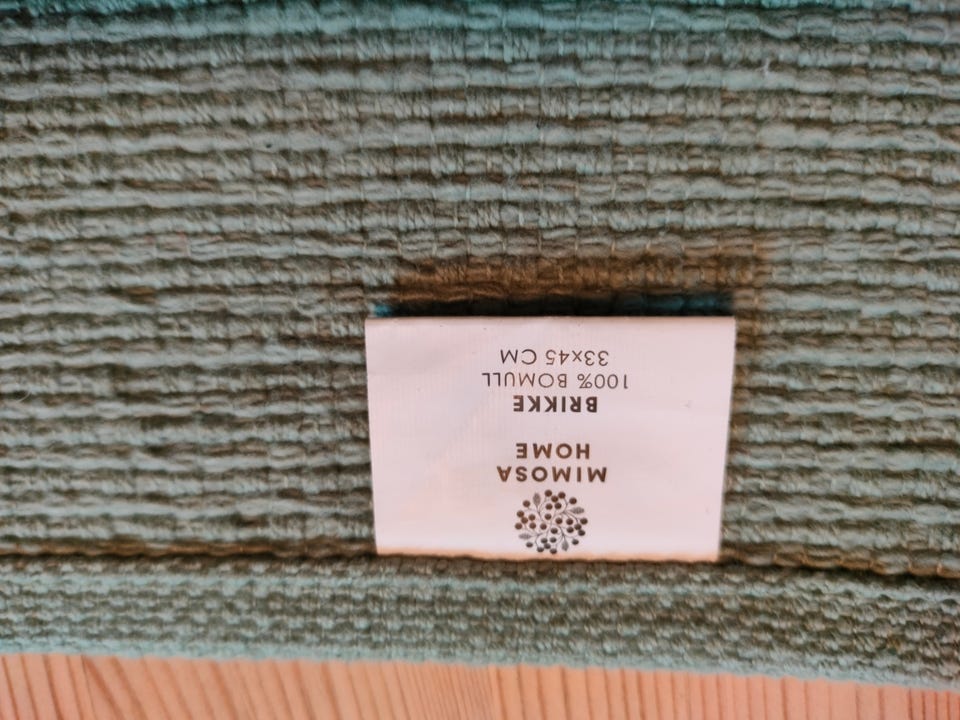 MIMOSA
HOME
BRIKKE
100% BOMULL
33x45 CM